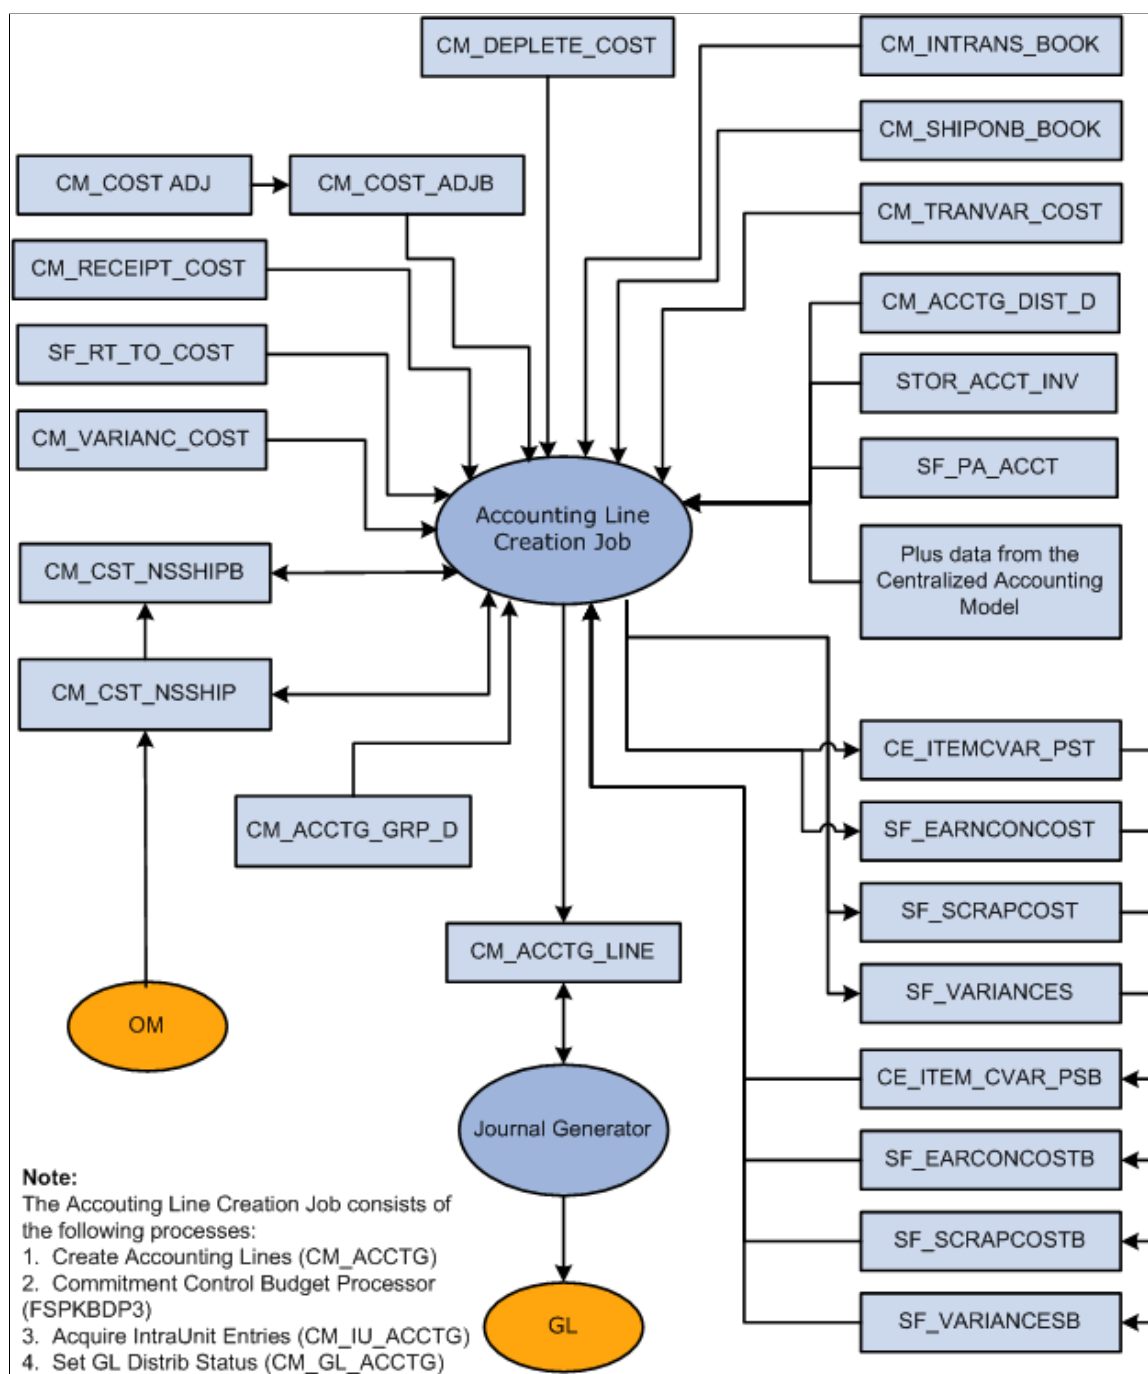 CM_DEPLETE_COST
CM_INTRANS_BOOK
CM_SHIPONB_BOOK
CM_COST ADJ
CM_COST_ADJB
CM_TRANVAR_COST
CM_RECEIPT_COST
CM_ACCTG_DIST_D
SF_RT_TO_COST
STOR_ACCT_INV
CM_VARIANC_COST
SF_PA_ACCT
Accounting Line
Creation Job
Plus data from the
Centralized Accounting
Model
CM_CST_NSSHIPB
CM_CST_NSSHIP
CE_ITEMCVAR_PST
CM_ACCTG_GRP_D
SF_EARNCONCOST
SF_SCRAPCOST
CM_ACCTG_LINE
SF_VARIANCES
OM
CE_ITEM_CVAR_PSB
Journal Generator
SF_EARCONCOSTB
SF_SCRAPCOSTB
SF_VARIANCESB
GL
Note:
The Accouting Line Creation Job consists of
the following processes:
1. Create Accounting Lines (CM_ACCTG)
2. Commitment Control Budget Processor
(FSPKBDP3)
3. Acquire IntraUnit Entries (CM_IU_ACCTG)
4. Set GL Distrib Status (CM_GL_ACCTG)